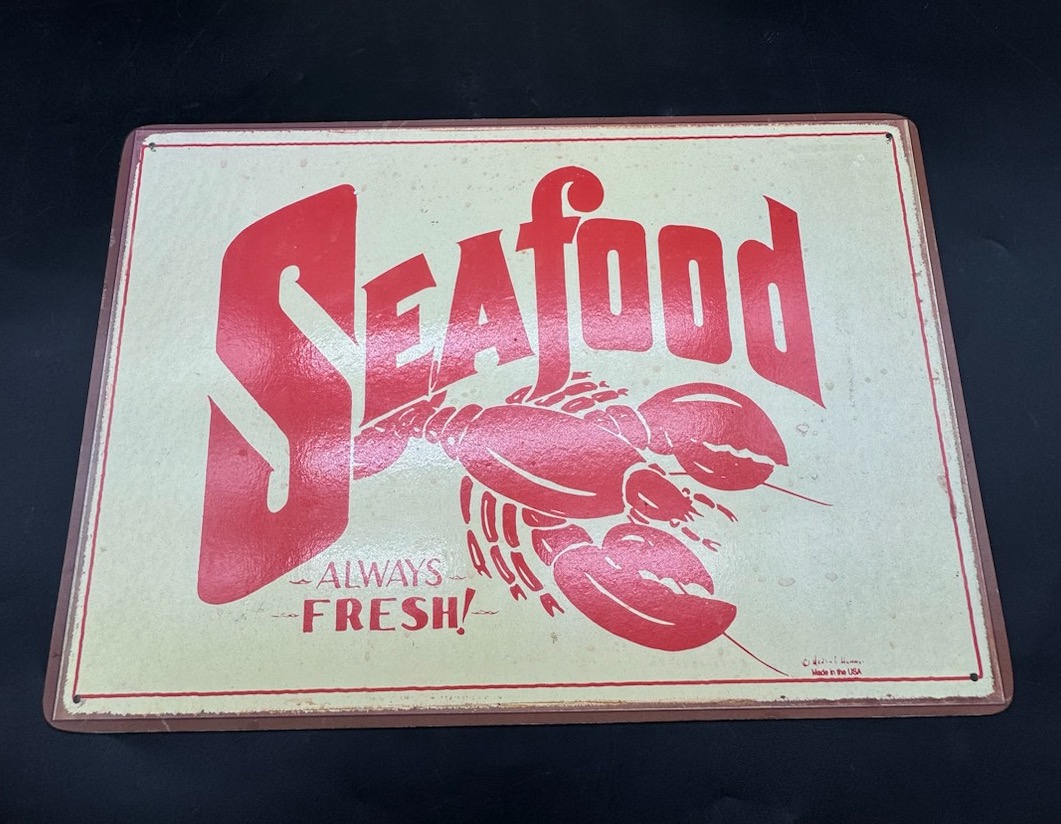 SEAfood
ALWAYS
FRESH!
©
Made in the USA